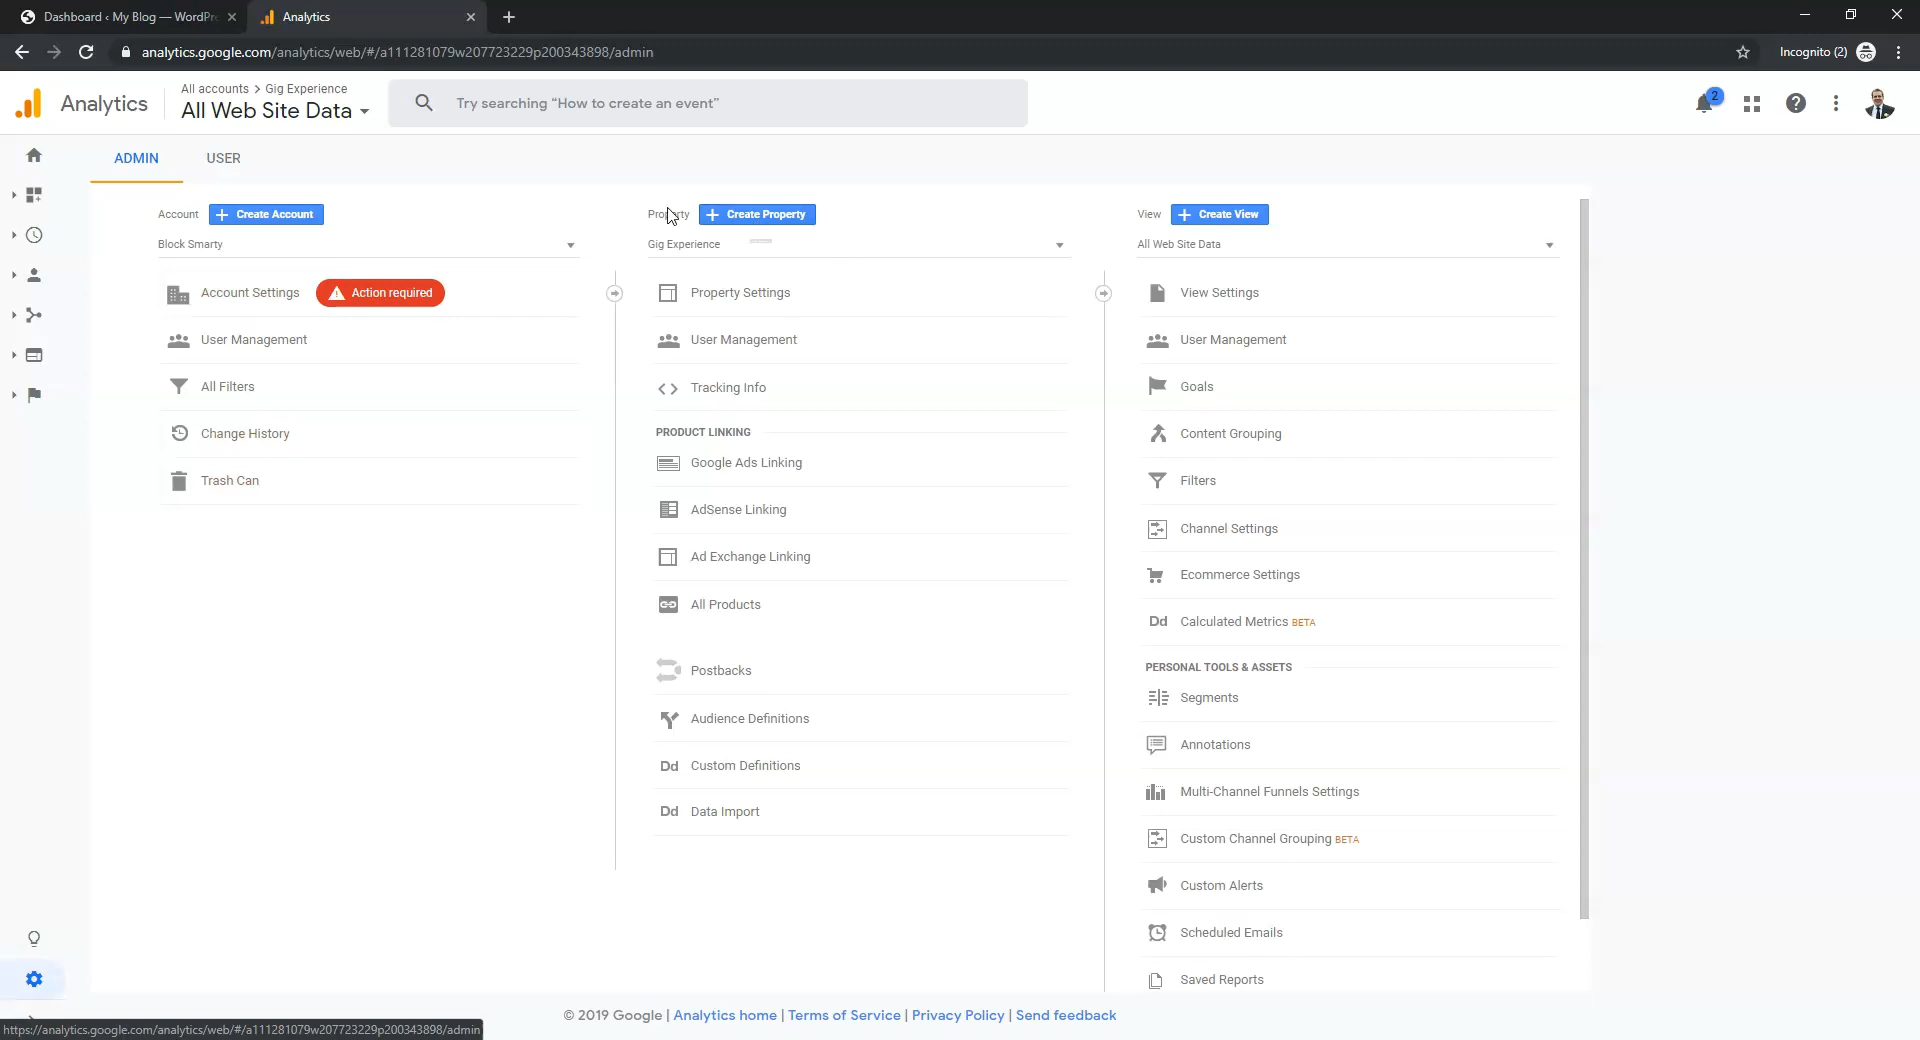 Dashboard ‹ My Blog — WordPr
Analytics
analytics.google.com/analytics/web/#/a111281079w207723229p200343898/admin
Incognito (2)
Analytics
All accounts > Gig Experience
All Web Site Data
Try searching “How to create an event”
2
ADMIN
USER
Account
+ Create Account
Block Smarty
Account Settings
Action required
User Management
All Filters
Change History
Trash Can
Property
+ Create Property
Gig Experience
Property Settings
User Management
Tracking Info
PRODUCT LINKING
Google Ads Linking
AdSense Linking
Ad Exchange Linking
All Products
Postbacks
Audience Definitions
Dd Custom Definitions
Dd Data Import
View
+ Create View
All Web Site Data
View Settings
User Management
Goals
Content Grouping
Filters
Channel Settings
Ecommerce Settings
Dd Calculated Metrics BETA
PERSONAL TOOLS & ASSETS
Segments
Annotations
Multi-Channel Funnels Settings
Custom Channel Grouping BETA
Custom Alerts
Scheduled Emails
Saved Reports
© 2019 Google | Analytics home | Terms of Service | Privacy Policy | Send feedback
https://analytics.google.com/analytics/web/#/a111281079w207723229p200343898/admin